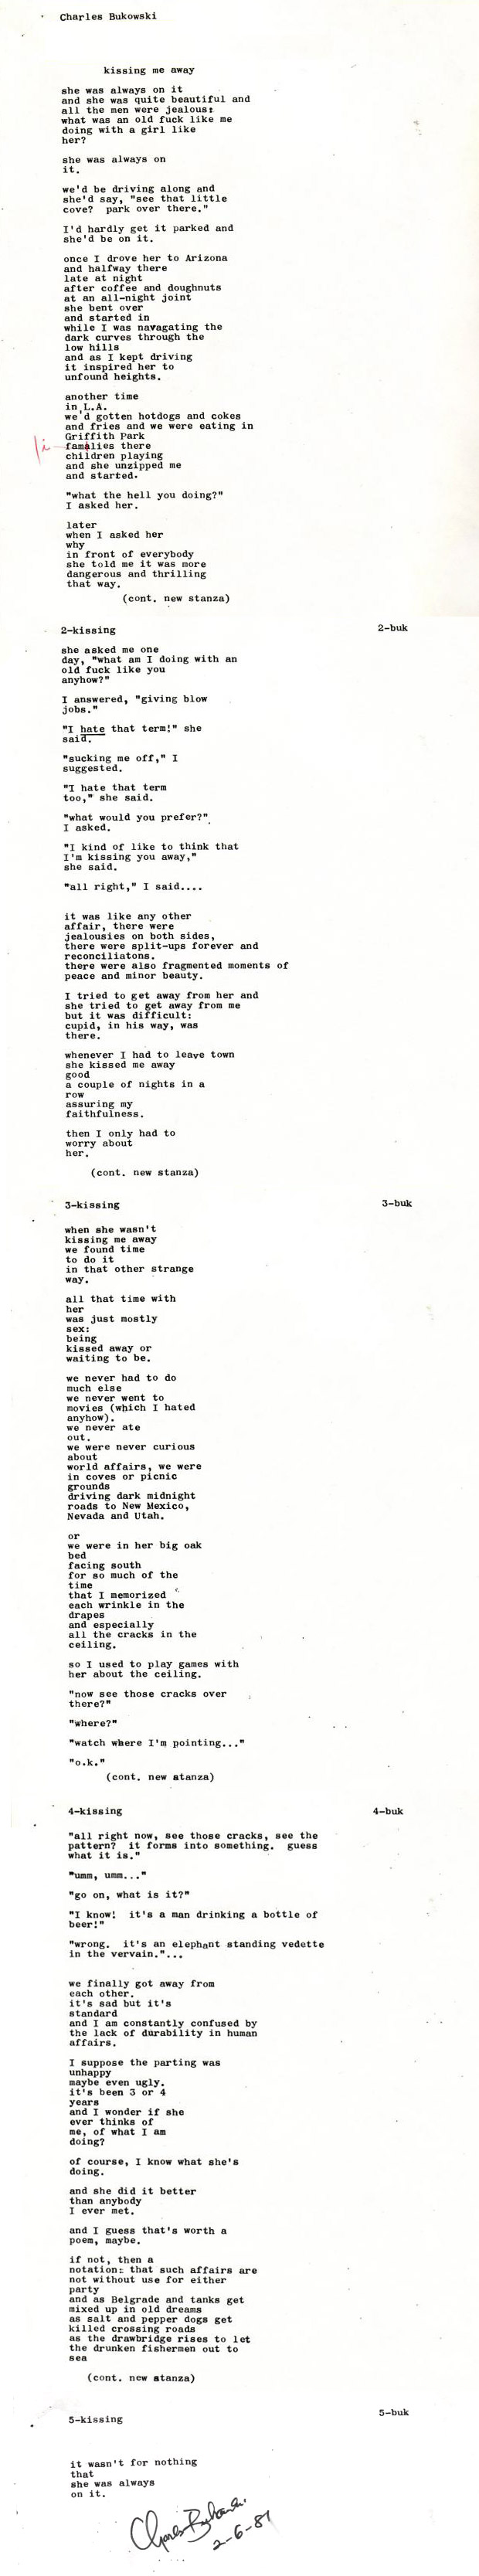 Charles Bukowski
kissing me away
she was always on it
and she was quite beautiful and
all the men were jealous:
what was an old fuck like me
doing with a girl like
her?
she was always on
it.
we'd be driving along and
she'd say, "see that little
cove?  park over there."
I'd hardly get it parked and
she'd be on it.
once I drove her to Arizona
and halfway there
late at night
after coffee and doughnuts
at an all-night joint
she bent over
and started in
while I was navagating the
dark curves through the
low hills
and as I kept driving
it inspired her to
unfound heights.
another time
in L.A.
we'd gotten hotdogs and cokes
and fries and we were eating in
Griffith Park
families there
children playing
and she unzipped me
and started.
"what the hell you doing?"
I asked her.
later
when I asked her
why
in front of everybody
she told me it was more
dangerous and thrilling
that way.
(cont. new stanza)
2-kissing 2-buk
she asked me one
day, "what am I doing with an
old fuck like you
anyhow?"
I answered, "giving blow
jobs."
"I hate that term!" she
said.
"sucking me off," I
suggested.
"I hate that term
too," she said.
"what would you prefer?"
I asked.
"I kind of like to think that
I'm kissing you away,"
she said.
"all right," I said....
it was like any other
affair, there were
jealousies on both sides,
there were split-ups forever and
reconciliatons.
there were also fragmented moments of
peace and minor beauty.
I tried to get away from her and
she tried to get away from me
but it was difficult:
cupid, in his way, was
there.
whenever I had to leave town
she kissed me away
good
a couple of nights in a
row
assuring my
faithfulness.
then I only had to
worry about
her.
(cont. new stanza)
3-kissing 3-buk
when she wasn't
kissing me away
we found time
to do it
in that other strange
way.
all that time with
her
was just mostly
sex:
being
kissed away or
waiting to be.
we never had to do
much else
we never went to
movies (which I hated
anyhow).
we never ate
out.
we were never curious
about
world affairs, we were
in coves or picnic
grounds
driving dark midnight
roads to New Mexico,
Nevada and Utah.
or
we were in her big oak
bed
facing south
for so much of the
time
that I memorized
each wrinkle in the
drapes
and especially
all the cracks in the
ceiling.
so I used to play games with
her about the ceiling.
"now see those cracks over
there?"
"where?"
"watch where I'm pointing..."
"o.k."
(cont. new stanza)
4-kissing 4-buk
"all right now, see those cracks, see the
pattern?  it forms into something.  guess
what it is."
"umm, umm..."
"go on, what is it?"
"I know!  it's a man drinking a bottle of
beer!"
"wrong.  it's an elephant standing vedette
in the vervain."...
we finally got away from
each other.
it's sad but it's
standard
and I am constantly confused by
the lack of durability in human
affairs.
I suppose the parting was
unhappy
maybe even ugly.
it's been 3 or 4
years
and I wonder if she
ever thinks of
me, of what I am
doing?
of course, I know what she's
doing.
and she did it better
than anybody
I ever met.
and I guess that's worth a
poem, maybe.
if not, then a
notation: that such affairs are
not without use for either
party
and as Belgrade and tanks get
mixed up in old dreams
as salt and pepper dogs get
killed crossing roads
as the drawbridge rises to let
the drunken fishermen out to
sea
(cont. new stanza)
5-kissing 5-buk
it wasn't for nothing
that
she was always
on it.
Charles Bukowski
2-6-81